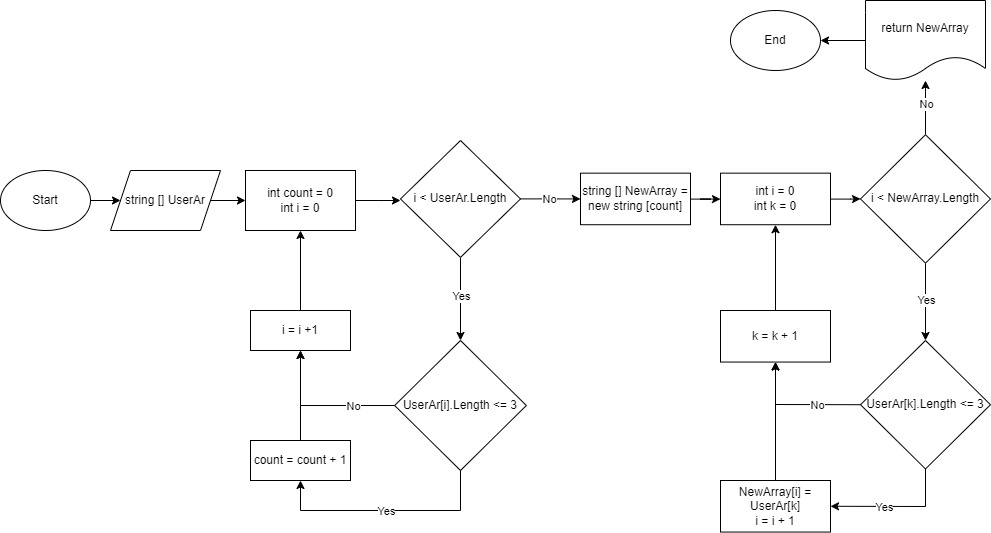 End
return NewArray
No
Start
string [] UserAr
int count = 0
int i = 0
i < UserAr.Length
No
string [] NewArray =
new string [count]
int i = 0
int k = 0
i < NewArray.Length
Yes
Yes
i = i +1
k = k + 1
No
UserAr[i].Length <= 3
No
UserAr[k].Length <= 3
count = count + 1
Yes
NewArray[i] =
UserAr[k]
i = i + 1
Yes